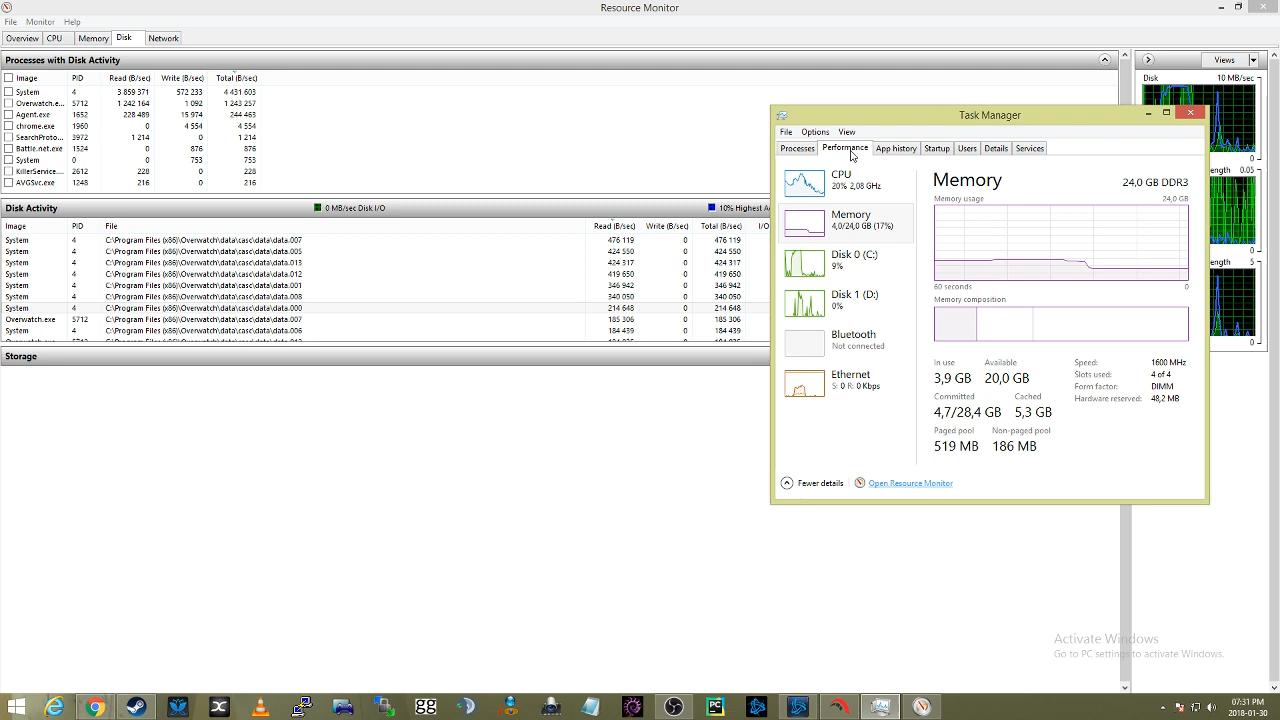 Resource Monitor
File Monitor Help
Overview CPU Memory Disk Network
Processes with Disk Activity
Image PID Read (B/sec) Write (B/sec) Total (B/sec)
System 4 3 859 371 572 233 4 431 603
Overwatch.e... 5712 1 242 164 1 092 1 243 257
Agent.exe 1652 228 489 15 974 244 463
chrome.exe 1960 0 4 554 4 554
SearchProto... 3972 1 214 0 1 214
Battle.net.exe 1524 0 876 876
System 0 0 753 753
KillerService.... 2612 228 0 228
AVGSvc.exe 1248 216 0 216
Disk Activity 0 MB/sec Disk I/O 10% Highest Ac
Image PID File Read (B/sec) Write (B/sec) Total (B/sec) I/O
System 4 C:\Program Files (x86)\Overwatch\data\casc\data\data.007 476 119 0 476 119
System 4 C:\Program Files (x86)\Overwatch\data\casc\data\data.005 424 550 0 424 550
System 4 C:\Program Files (x86)\Overwatch\data\casc\data\data.013 424 317 0 424 317
System 4 C:\Program Files (x86)\Overwatch\data\casc\data\data.012 419 650 0 419 650
System 4 C:\Program Files (x86)\Overwatch\data\casc\data\data.001 346 942 0 346 942
System 4 C:\Program Files (x86)\Overwatch\data\casc\data\data.008 340 050 0 340 050
System 4 C:\Program Files (x86)\Overwatch\data\casc\data\data.000 214 648 0 214 648
Overwatch.exe 5712 C:\Program Files (x86)\Overwatch\data\casc\data\data.007 185 306 0 185 306
System 4 C:\Program Files (x86)\Overwatch\data\casc\data\data.006 184 439 0 184 439
Storage
Views
Disk 10 MB/sec
0
ength 0.05
0
ength 5
0
Task Manager
File Options View
Processes Performance App history Startup Users Details Services
CPU
20% 2,08 GHz
Memory
4,0/24,0 GB (17%)
Disk 0 (C:)
9%
Disk 1 (D:)
0%
Bluetooth
Not connected
Ethernet
S: 0 R: 0 Kbps
Memory 24,0 GB DDR3
Memory usage 24,0 GB
60 seconds 0
Memory composition
In use Available
3,9 GB 20,0 GB
Committed Cached
4,7/28,4 GB 5,3 GB
Paged pool Non-paged pool
519 MB 186 MB
Speed: 1600 MHz
Slots used: 4 of 4
Form factor: DIMM
Hardware reserved: 48,2 MB
Fewer details Open Resource Monitor
Activate Windows
Go to PC settings to activate Windows.
gg
07:31 PM
2018-01-30